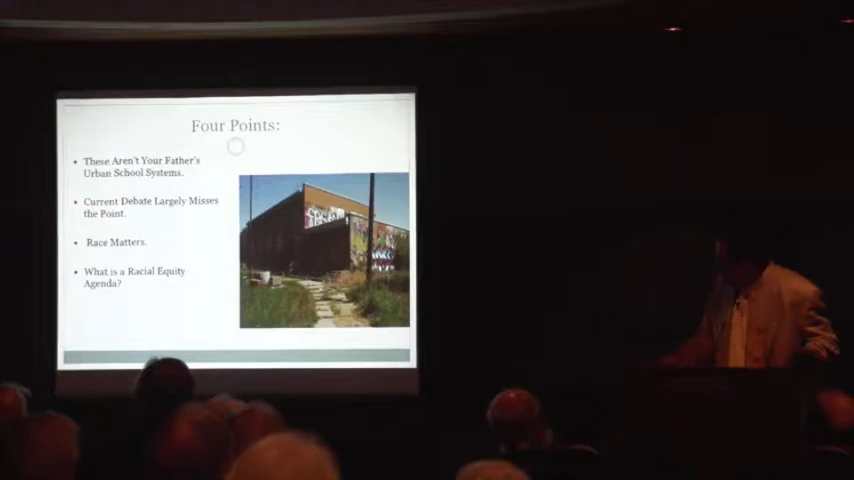 Four Points:
These Aren't Your Father's
Urban School Systems.
Current Debate Largely Misses
the Point.
Race Matters.
What is a Racial Equity
Agenda?